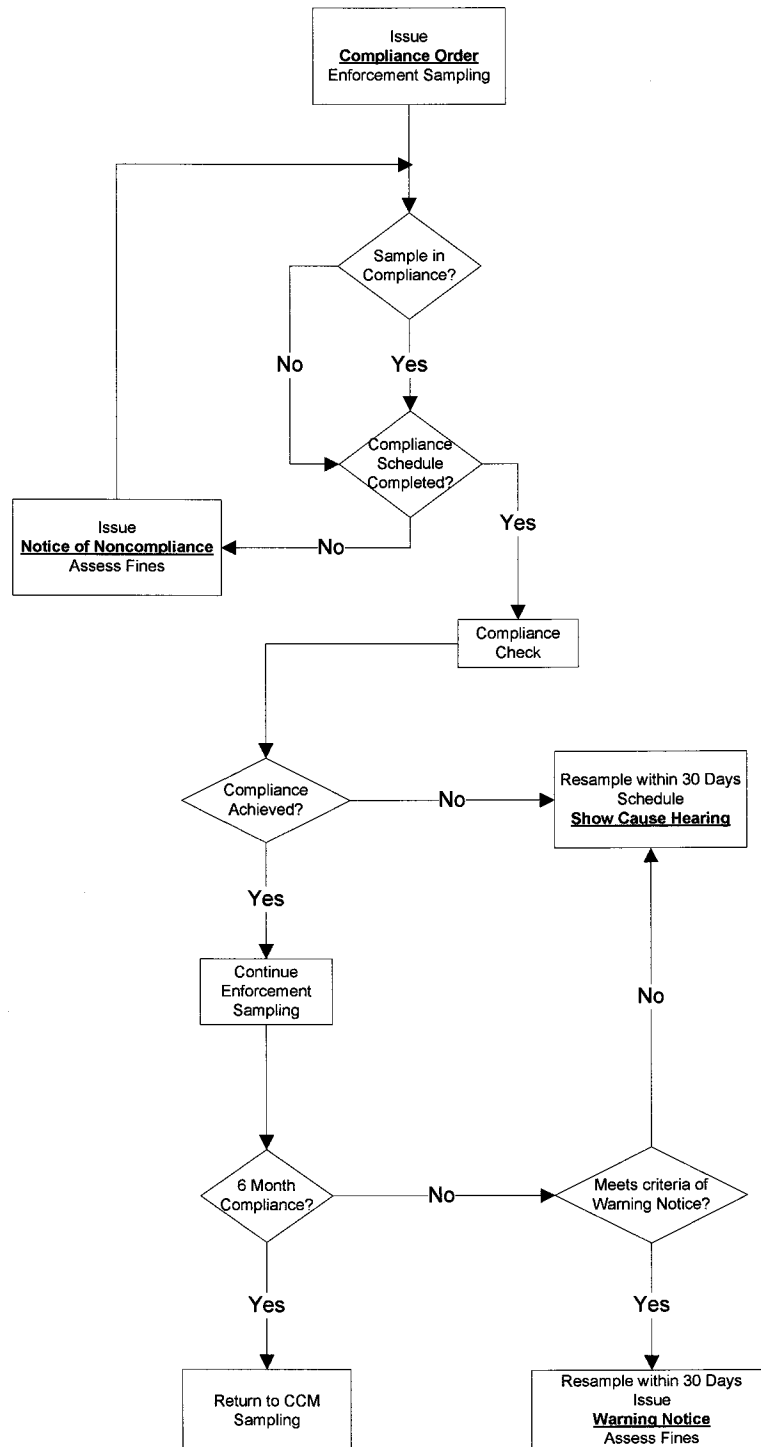 Issue
Compliance Order
Enforcement Sampling
Sample in
Compliance?
No
Yes
Compliance
Schedule
Completed?
Issue
Notice of Noncompliance
Assess Fines
No
Yes
Compliance
Check
Compliance
Achieved?
No
Resample within 30 Days
Schedule
Show Cause Hearing
Yes
Continue
Enforcement
Sampling
No
6 Month
Compliance?
No
Meets criteria of
Warning Notice?
Yes
Yes
Return to CCM
Sampling
Resample within 30 Days
Issue
Warning Notice
Assess Fines